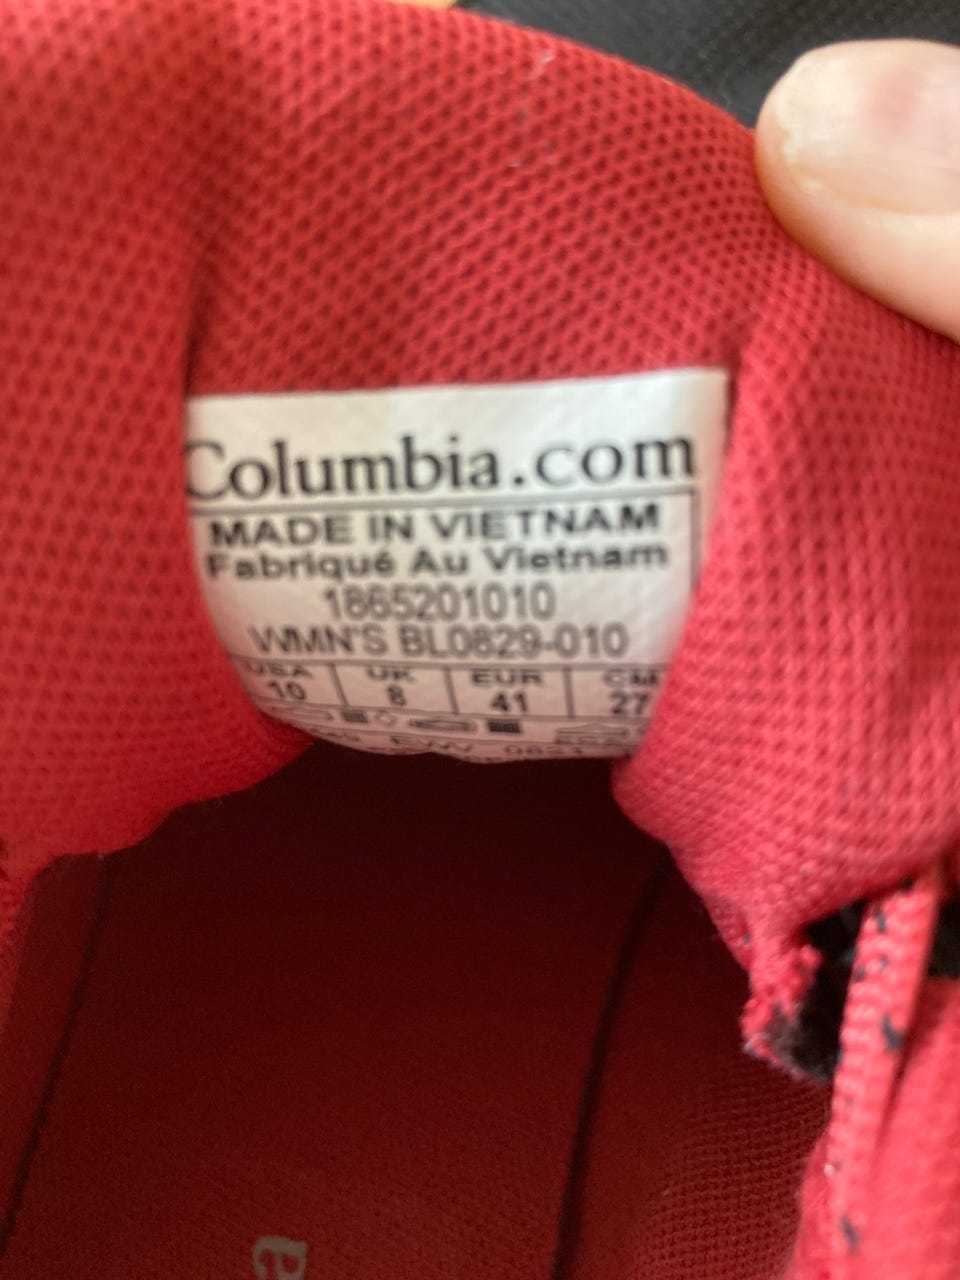 Columbia.com
MADE IN VIETNAM
Fabriqué Au Vietnam
1865201010
WMN'S BL0829-010
USA UK EUR CM
10 8 41 27
e